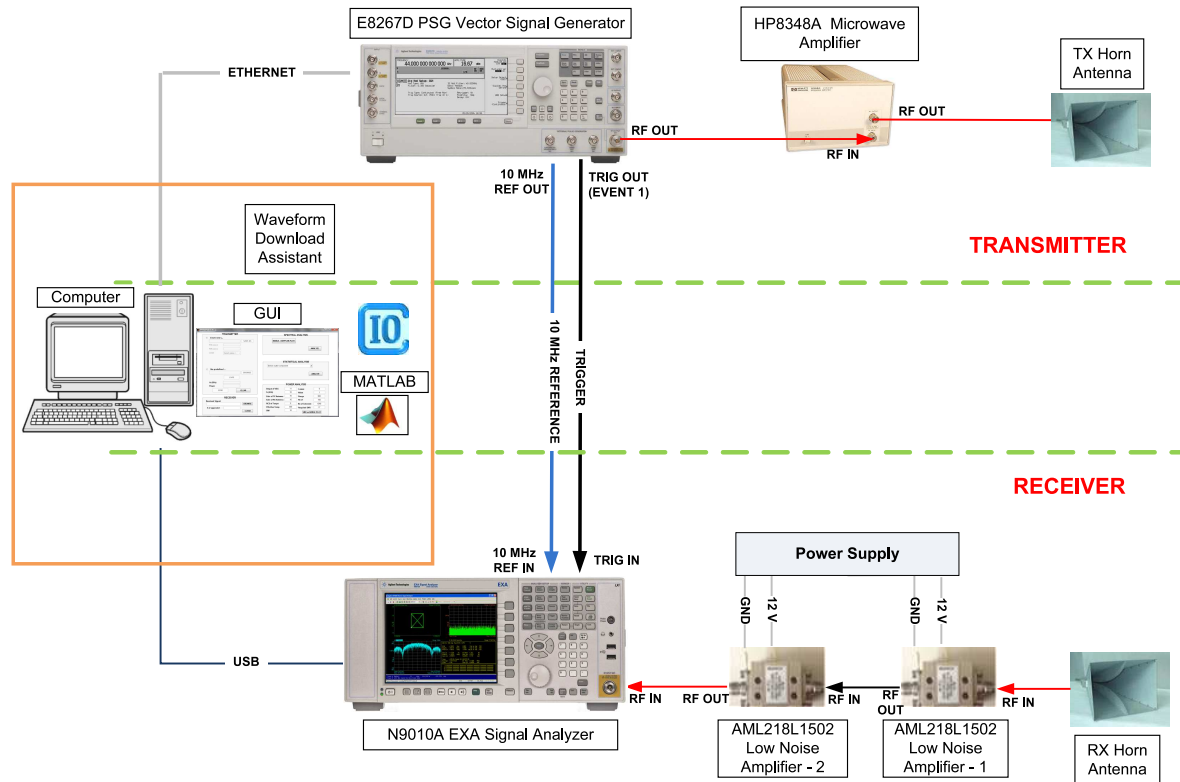 E8267D PSG Vector Signal Generator
HP8348A Microwave
Amplifier
TX Horn
Antenna
ETHERNET
RF OUT
RF OUT
RF IN
10 MHz
REF OUT
TRIG OUT
(EVENT 1)
Waveform
Download
Assistant
TRANSMITTER
Computer
GUI
IO
MATLAB
10 MHz REFERENCE
TRIGGER
RECEIVER
10 MHz
REF IN
TRIG IN
Power Supply
GND
12 V
GND
12 V
EXA
USB
RF IN
RF OUT
RF IN
RF
OUT
RF IN
N9010A EXA Signal Analyzer
AML218L1502
Low Noise
Amplifier - 2
AML218L1502
Low Noise
Amplifier - 1
RX Horn
Antenna